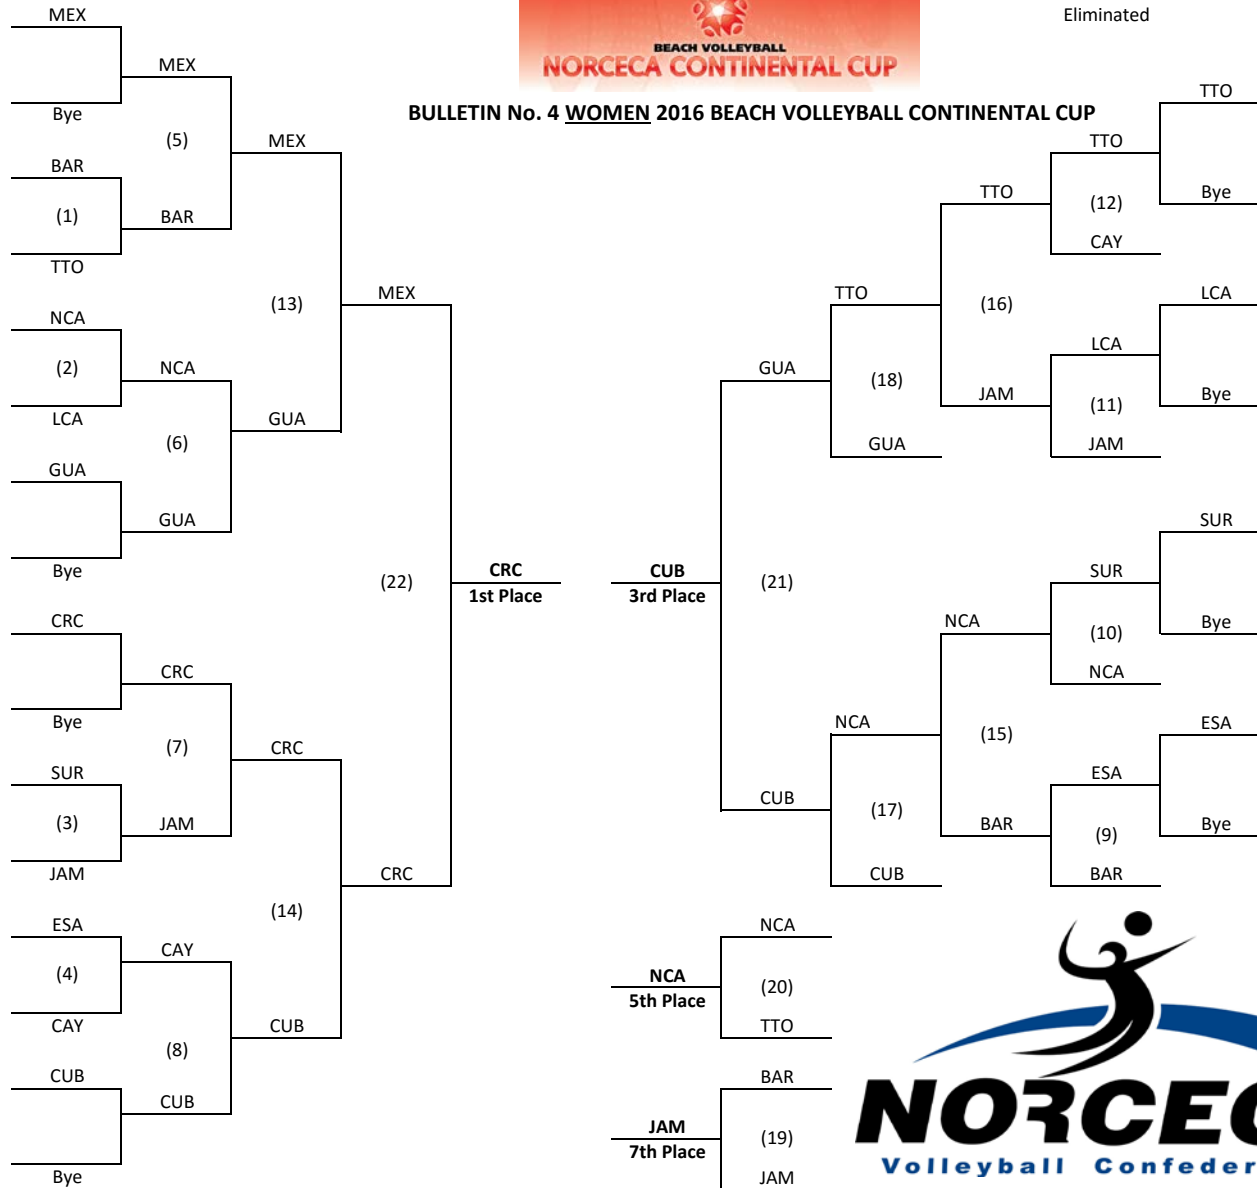 MEX
Eliminated
BEACH VOLLEYBALL
NORCECA CONTINENTAL CUP
MEX
TTO
Bye
BULLETIN No. 4 WOMEN 2016 BEACH VOLLEYBALL CONTINENTAL CUP
(5)
MEX
TTO
BAR
TTO
Bye
(12)
(1)
BAR
CAY
TTO
(13)
MEX
TTO
(16)
LCA
NCA
LCA
(2)
NCA
GUA
(18)
JAM
Bye
(11)
LCA
GUA
(6)
GUA
JAM
GUA
GUA
SUR
Bye
(22)
CRC
1st Place
CUB
3rd Place
(21)
SUR
CRC
NCA
(10)
Bye
CRC
NCA
Bye
NCA
ESA
(7)
CRC
(15)
SUR
ESA
CUB
(17)
(3)
JAM
BAR
Bye
(9)
JAM
CRC
CUB
BAR
(14)
ESA
NCA
CAY
(4)
NCA
5th Place
(20)
CAY
CUB
TTO
(8)
CUB
BAR
CUB
JAM
7th Place
(19)
Bye
JAM
NORCEC
Volleyball Confeder